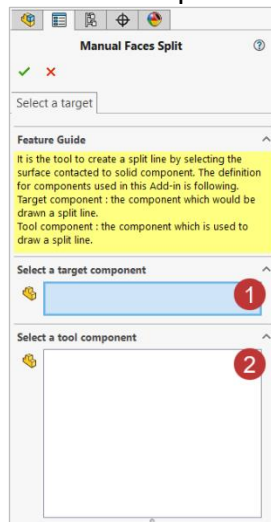 Manual Faces Split
Select a target
Feature Guide
It is the tool to create a split line by selecting the
surface contacted to solid component. The definition
for components used in this Add-in is following.
Target component : the component which would be
drawn a split line.
Tool component : the component which is used to
draw a split line.
Select a target component
1
Select a tool component
2